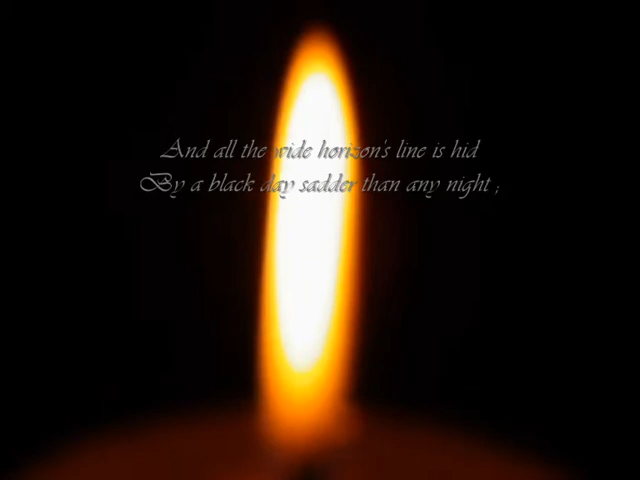 And all the wide horizon's line is hid
By a black day sadder than any night ;